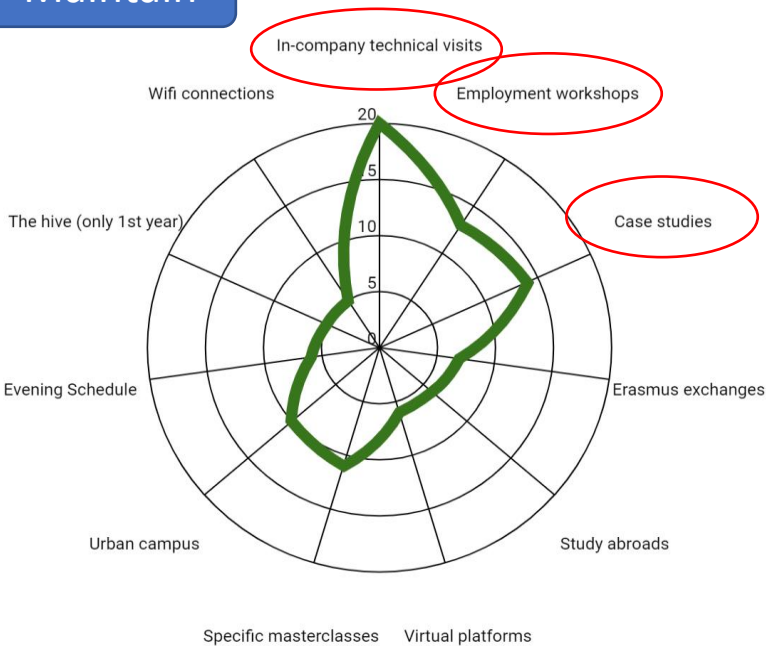 In-company technical visits
Wifi connections
Employment workshops
20
5
The hive (only 1st year)
10
Case studies
5
0
Evening Schedule
Erasmus exchanges
Urban campus
Study abroads
Specific masterclasses
Virtual platforms